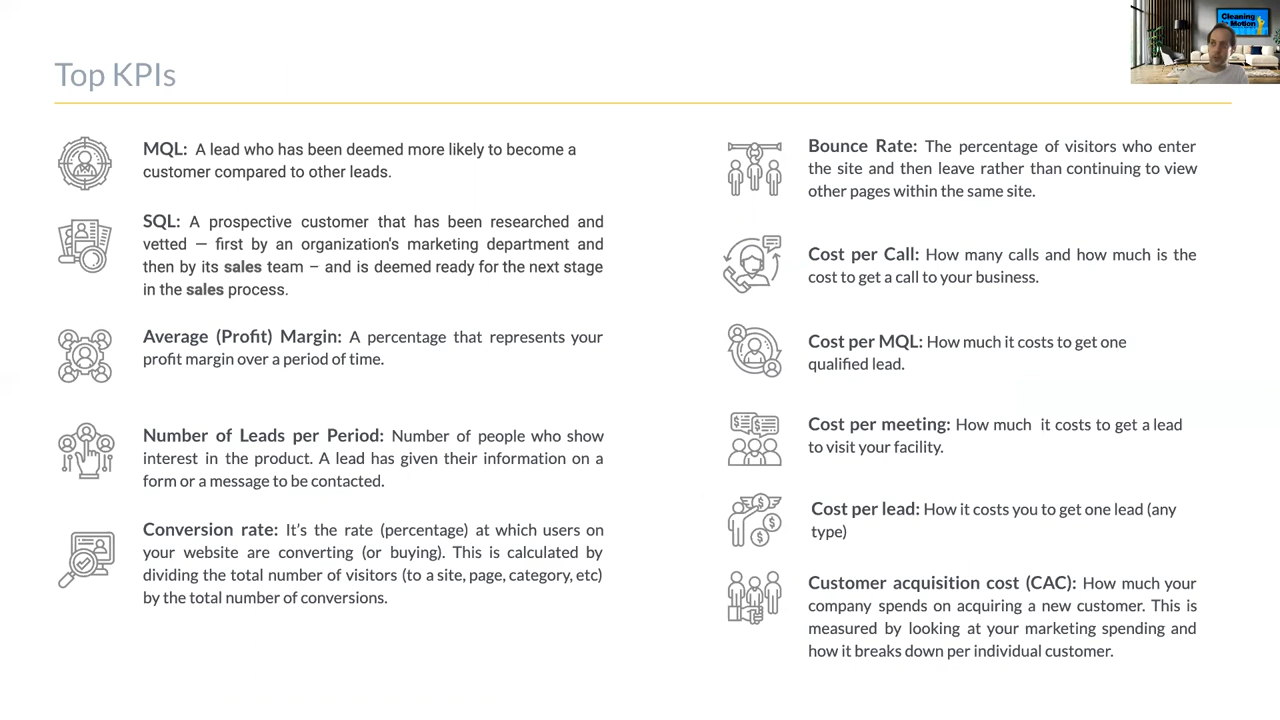 Cleaning
in Motion
Top KPIs
MQL: A lead who has been deemed more likely to become a
customer compared to other leads.
SQL: A prospective customer that has been researched and
vetted — first by an organization's marketing department and
then by its sales team – and is deemed ready for the next stage
in the sales process.
Average (Profit) Margin: A percentage that represents your
profit margin over a period of time.
Number of Leads per Period: Number of people who show
interest in the product. A lead has given their information on a
form or a message to be contacted.
Conversion rate: It's the rate (percentage) at which users on
your website are converting (or buying). This is calculated by
dividing the total number of visitors (to a site, page, category, etc)
by the total number of conversions.
Bounce Rate: The percentage of visitors who enter
the site and then leave rather than continuing to view
other pages within the same site.
Cost per Call: How many calls and how much is the
cost to get a call to your business.
Cost per MQL: How much it costs to get one
qualified lead.
Cost per meeting: How much it costs to get a lead
to visit your facility.
Cost per lead: How it costs you to get one lead (any
type)
Customer acquisition cost (CAC): How much your
company spends on acquiring a new customer. This is
measured by looking at your marketing spending and
how it breaks down per individual customer.